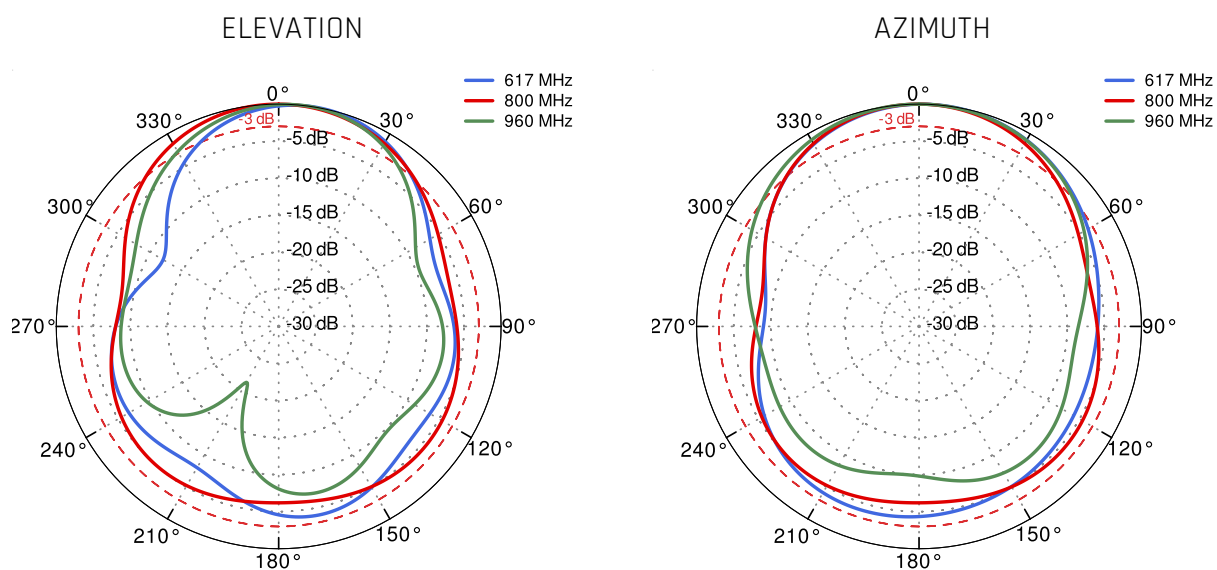 ELEVATION
617 MHz
800 MHz
960 MHz
0°
330°
30°
-3 dB
-5 dB
-10 dB
300°
60°
-15 dB
-20 dB
-25 dB
270°
-30 dB
90°
240°
120°
210°
150°
180°
AZIMUTH
617 MHz
800 MHz
960 MHz
0°
330°
30°
-3 dB
-5 dB
-10 dB
300°
60°
-15 dB
-20 dB
-25 dB
270°
-30 dB
90°
240°
120°
210°
150°
180°